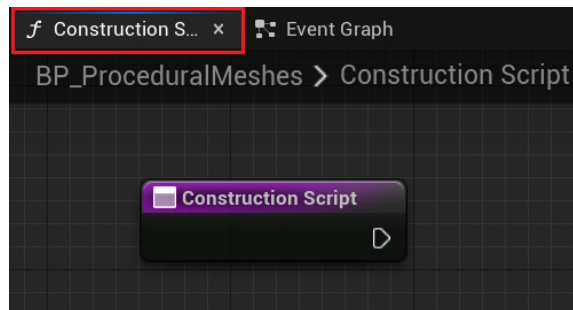 f Construction S... × Event Graph
BP_ProceduralMeshes > Construction Script
Construction Script